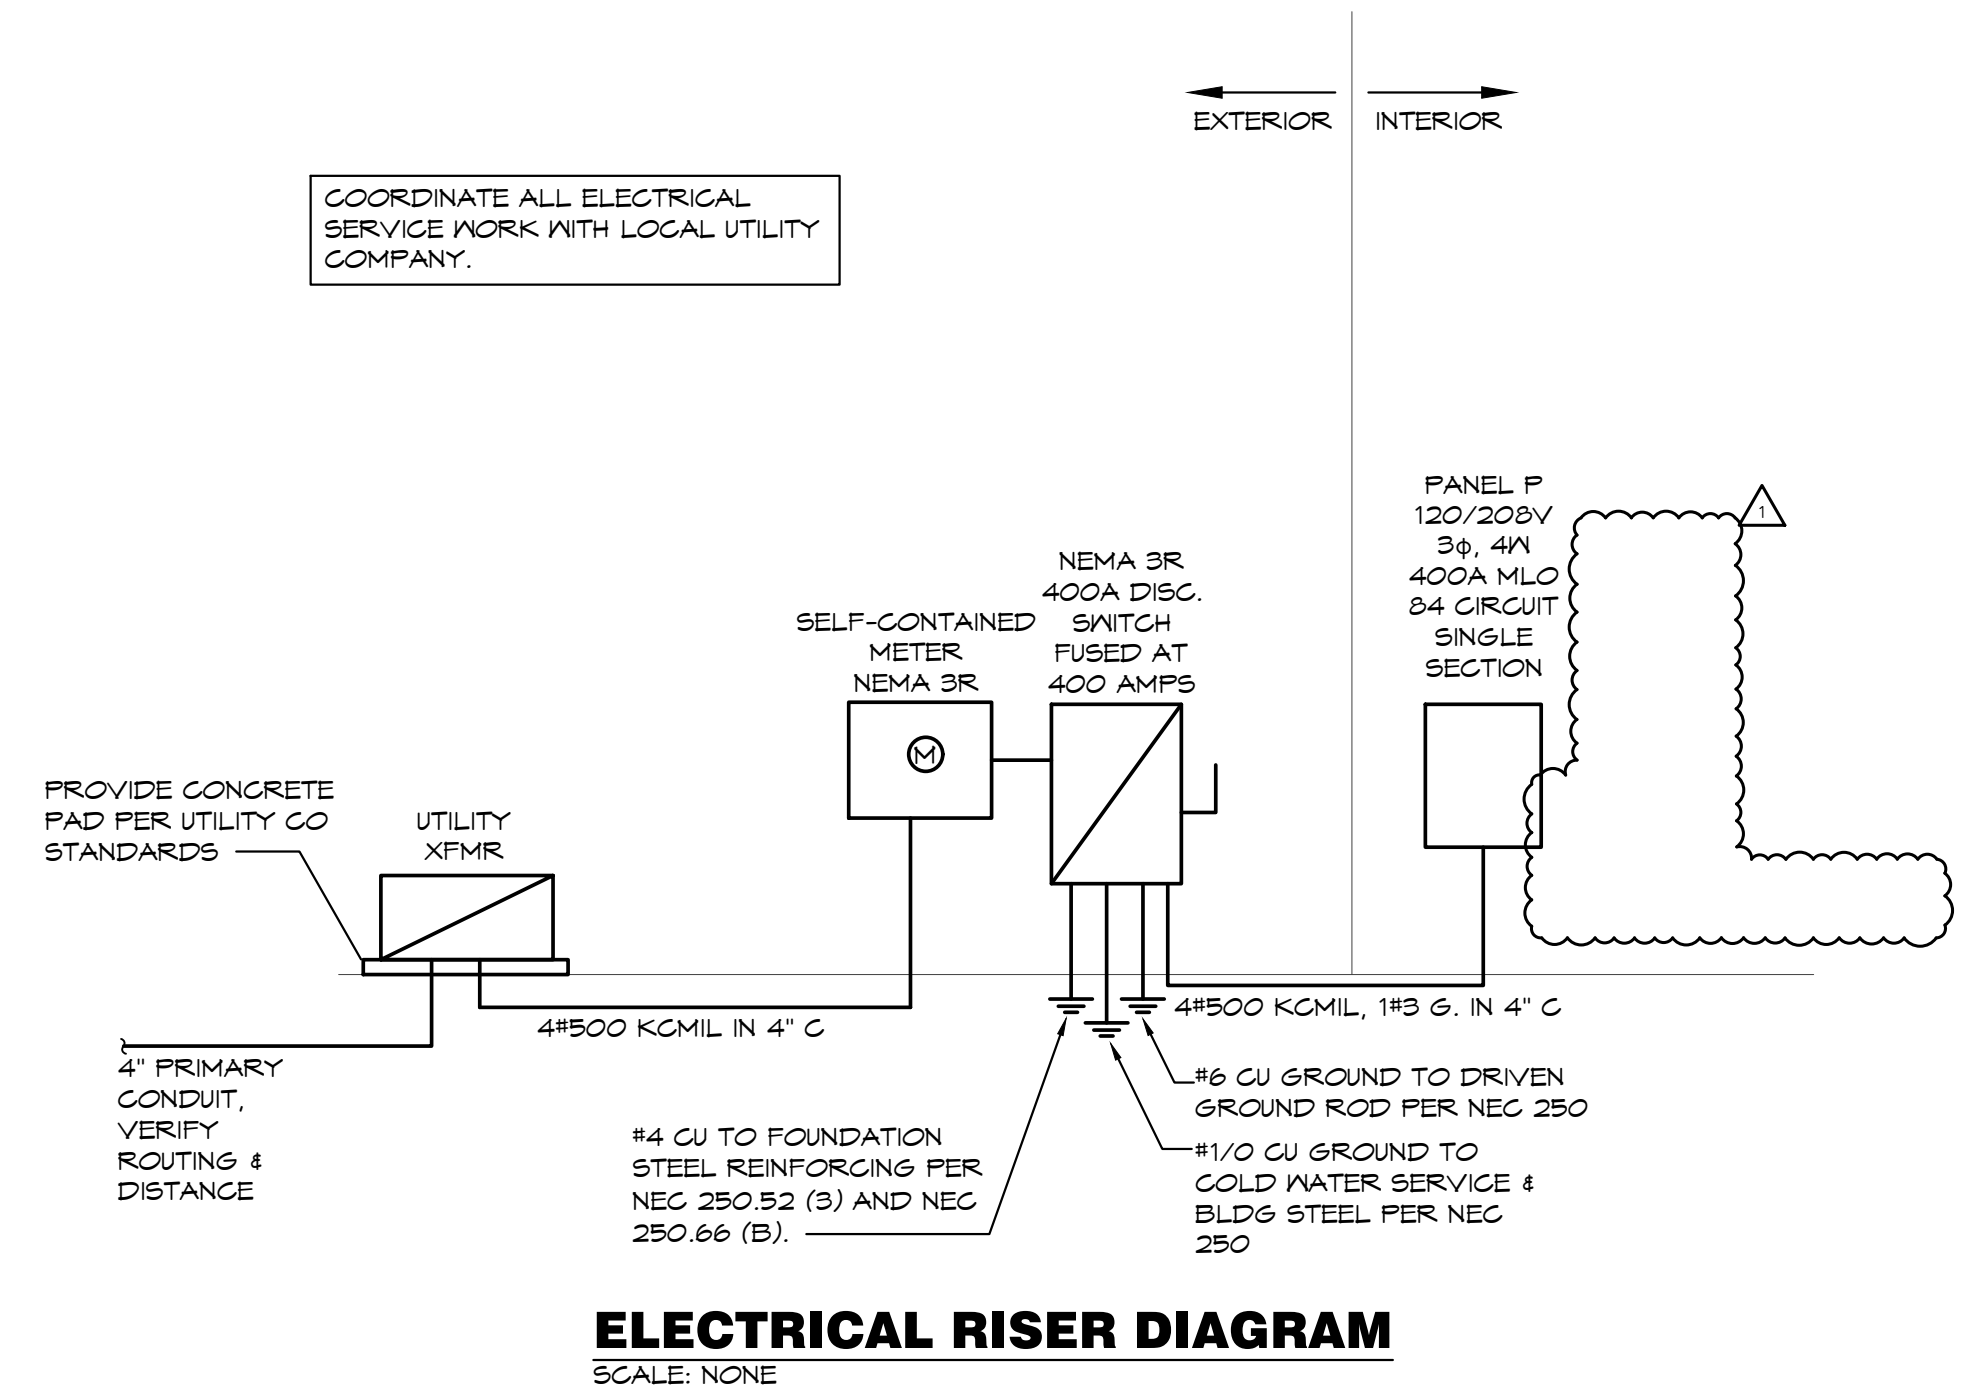 EXTERIOR
INTERIOR
COORDINATE ALL ELECTRICAL
SERVICE WORK WITH LOCAL UTILITY
COMPANY.
PANEL P
120/208V
3ϕ, 4W
400A MLO
84 CIRCUIT
SINGLE
SECTION
1
NEMA 3R
400A DISC.
SWITCH
FUSED AT
400 AMPS
SELF-CONTAINED
METER
NEMA 3R
M
PROVIDE CONCRETE
PAD PER UTILITY CO
STANDARDS
UTILITY
XFMR
4#500 KCMIL IN 4" C
4#500 KCMIL, 1#3 G. IN 4" C
4" PRIMARY
CONDUIT,
VERIFY
ROUTING &
DISTANCE
#6 CU GROUND TO DRIVEN
GROUND ROD PER NEC 250
#4 CU TO FOUNDATION
STEEL REINFORCING PER
NEC 250.52 (3) AND NEC
250.66 (B).
#1/0 CU GROUND TO
COLD WATER SERVICE &
BLDG STEEL PER NEC
250
ELECTRICAL RISER DIAGRAM
SCALE: NONE